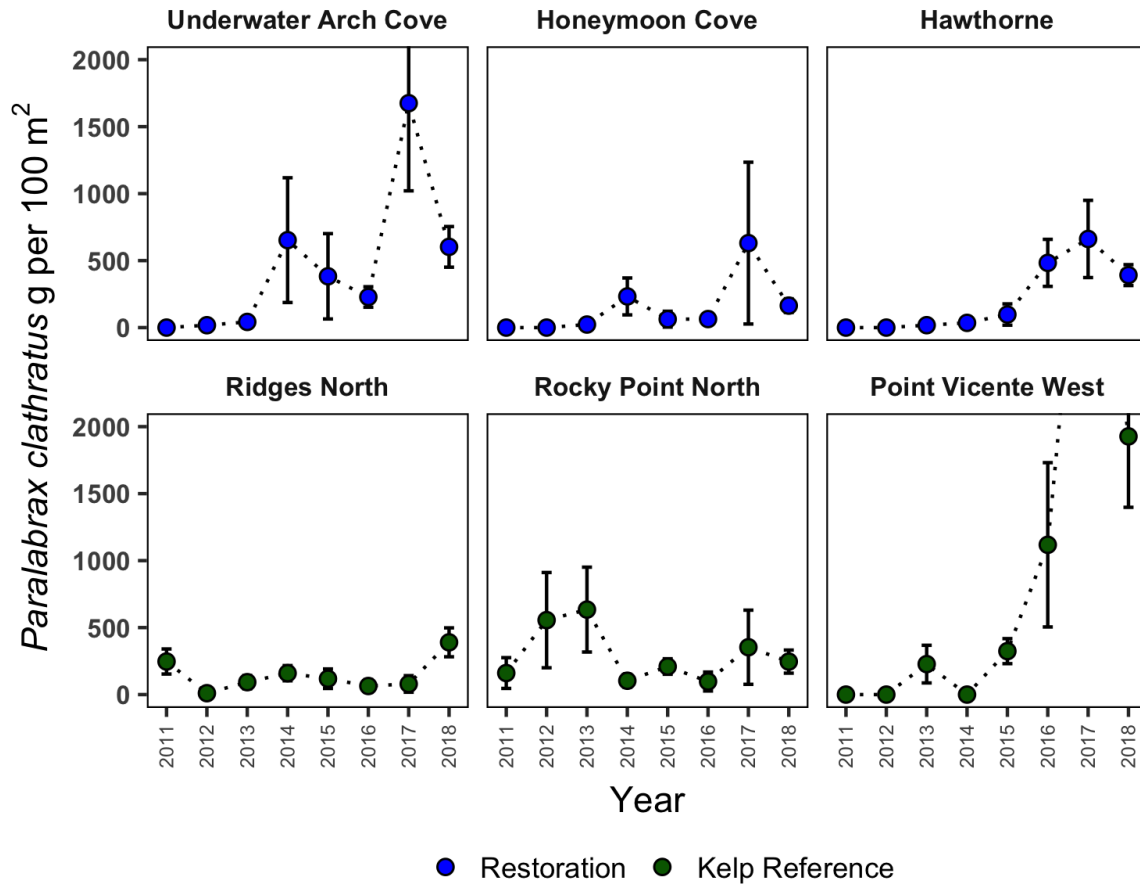 Underwater Arch Cove Honeymoon Cove Hawthorne
2000
1500
1000
500
0
Ridges North Rocky Point North Point Vicente West
2000
1500
1000
500
0
Paralabrax clathratus g per 100 m²
2011 2012 2013 2014 2015 2016 2017 2018 2011 2012 2013 2014 2015 2016 2017 2018 2011 2012 2013 2014 2015 2016 2017 2018
Year
Restoration Kelp Reference